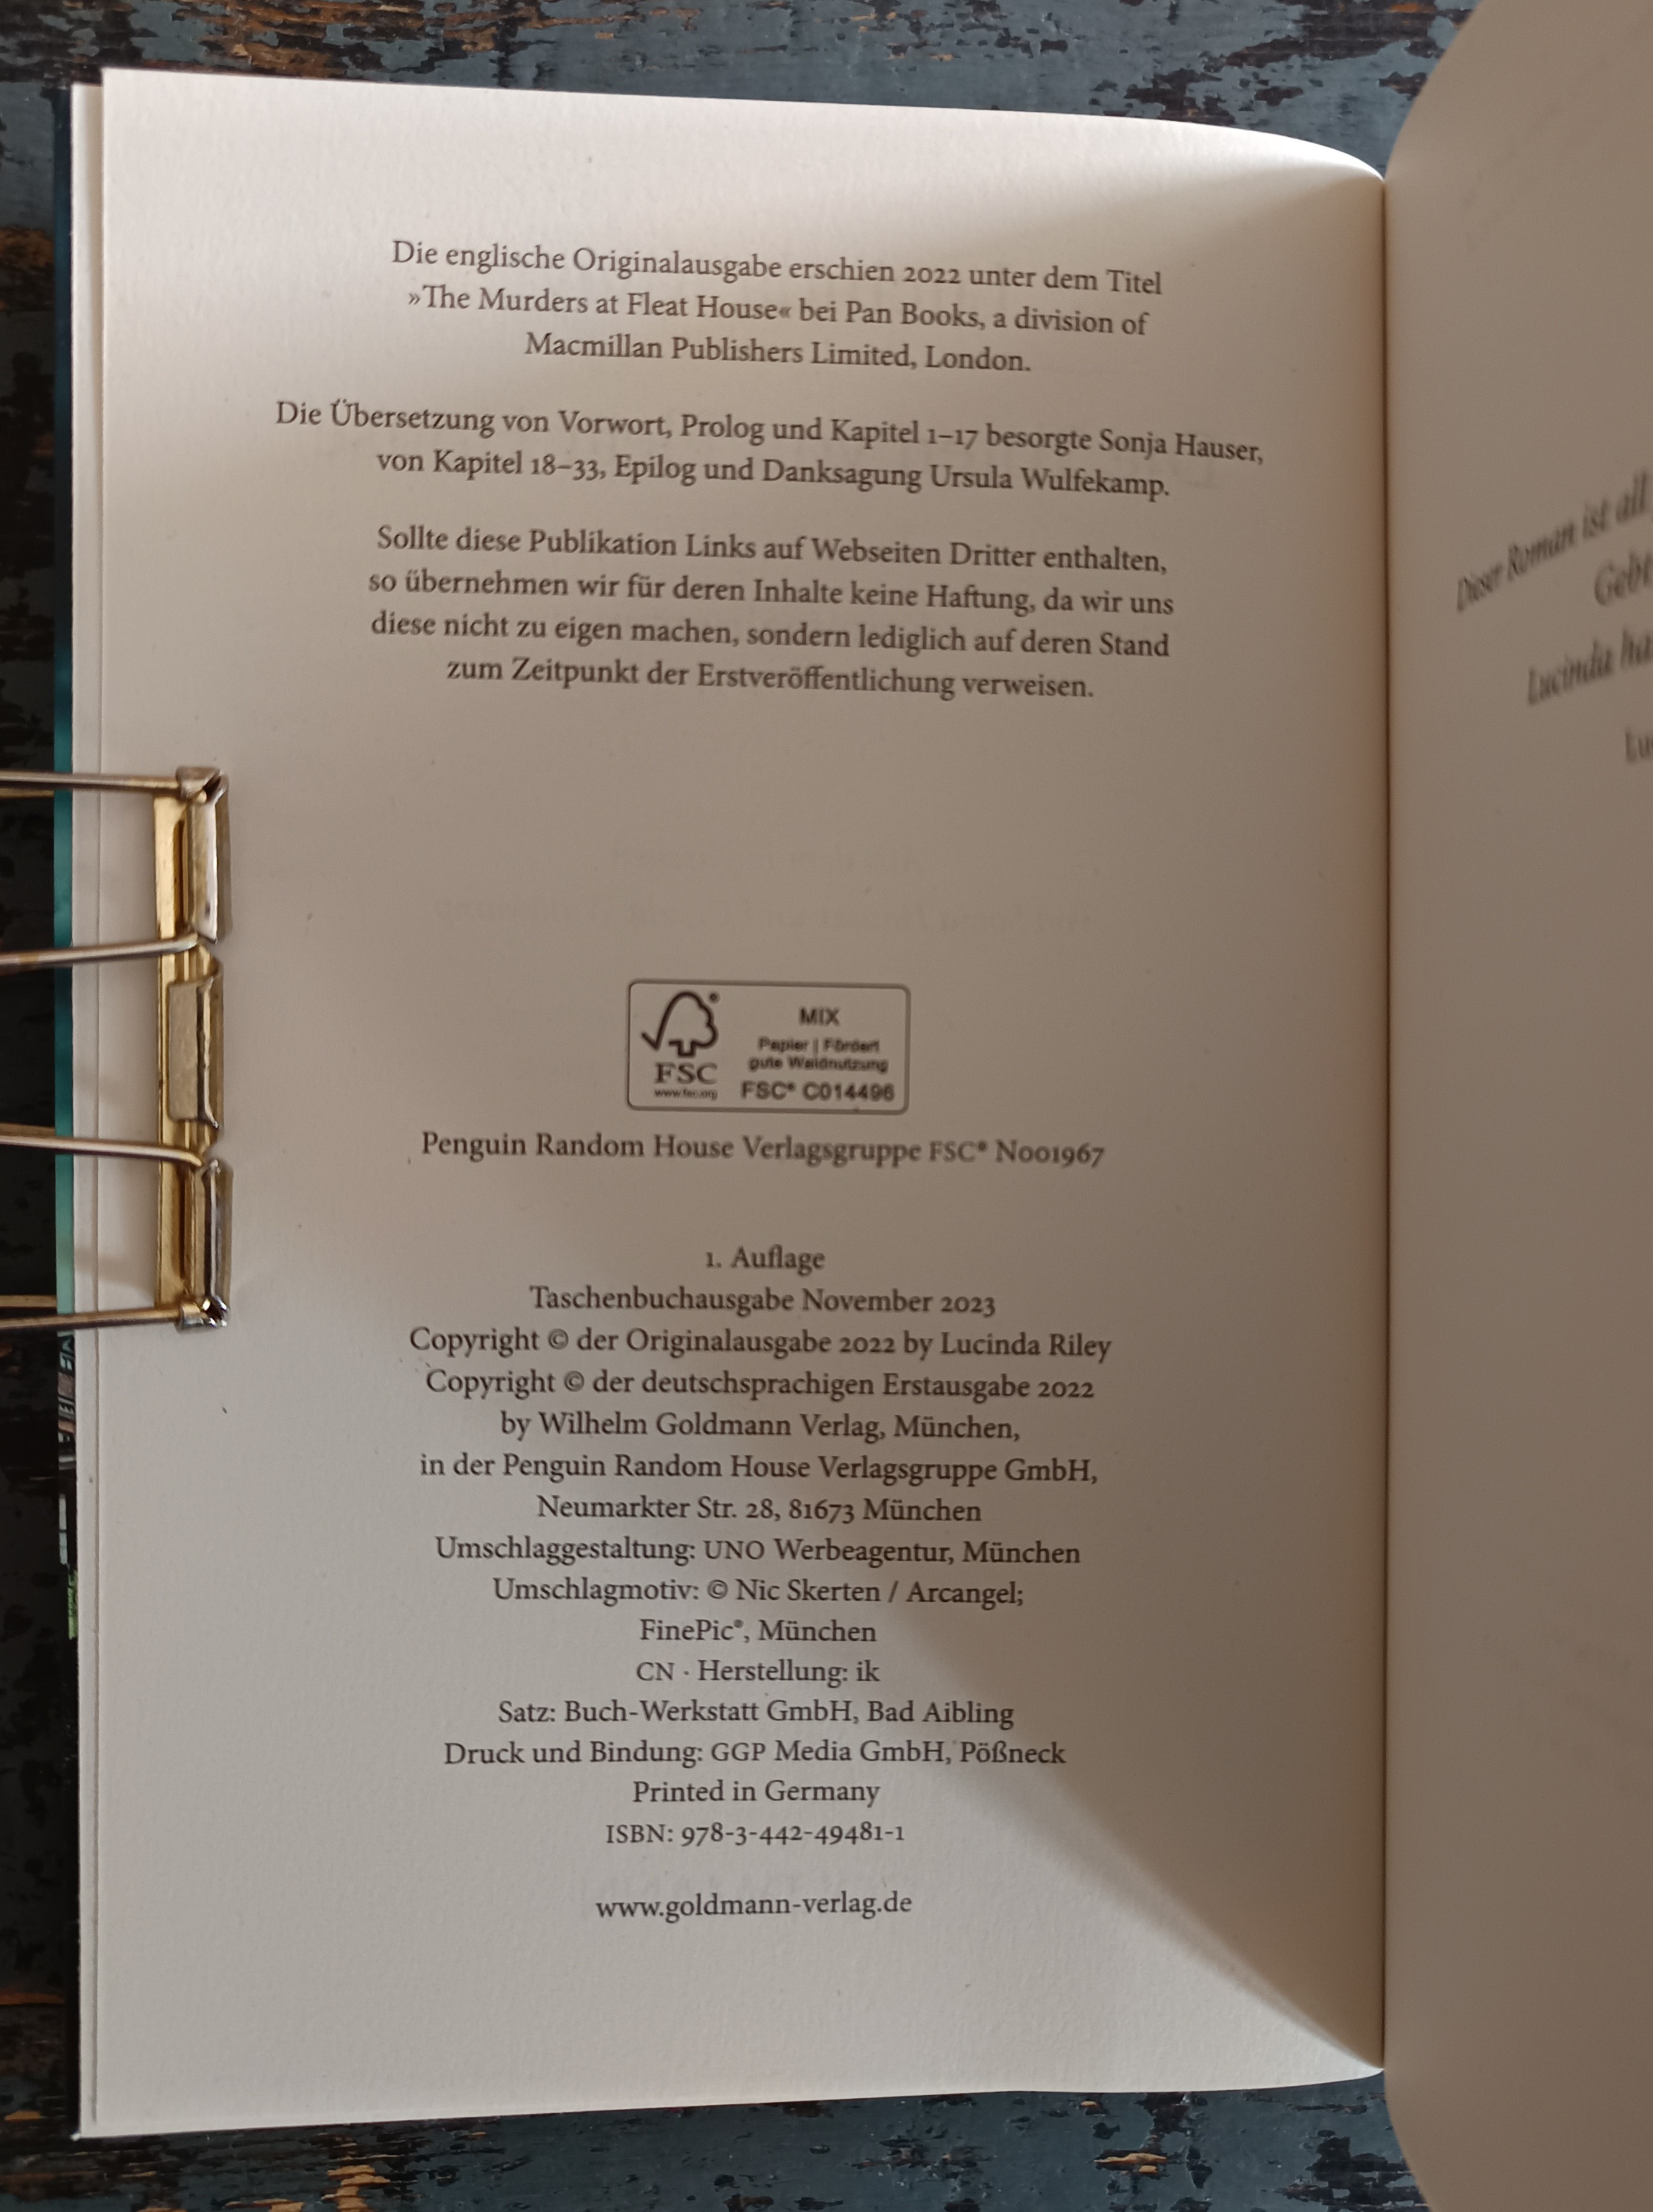 Die englische Originalausgabe erschien 2022 unter dem Titel
»The Murders at Fleat House« bei Pan Books, a division of
Macmillan Publishers Limited, London.
Die Übersetzung von Vorwort, Prolog und Kapitel 1–17 besorgte Sonja Hauser,
von Kapitel 18–33, Epilog und Danksagung Ursula Wulfekamp.
Sollte diese Publikation Links auf Webseiten Dritter enthalten,
so übernehmen wir für deren Inhalte keine Haftung, da wir uns
diese nicht zu eigen machen, sondern lediglich auf deren Stand
zum Zeitpunkt der Erstveröffentlichung verweisen.
FSC
www.fsc.org
MIX
Papier | Fördert
gute Waldnutzung
FSC® C014496
Penguin Random House Verlagsgruppe FSC® N001967
1. Auflage
Taschenbuchausgabe November 2023
Copyright © der Originalausgabe 2022 by Lucinda Riley
Copyright © der deutschsprachigen Erstausgabe 2022
by Wilhelm Goldmann Verlag, München,
in der Penguin Random House Verlagsgruppe GmbH,
Neumarkter Str. 28, 81673 München
Umschlaggestaltung: UNO Werbeagentur, München
Umschlagmotiv: © Nic Skerten / Arcangel;
FinePic®, München
CN · Herstellung: ik
Satz: Buch-Werkstatt GmbH, Bad Aibling
Druck und Bindung: GGP Media GmbH, Pößneck
Printed in Germany
ISBN: 978-3-442-49481-1
www.goldmann-verlag.de
Dieser Roman ist all
Lucinda ha